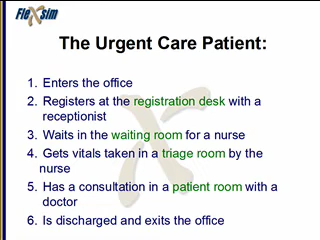 FleXsim
The Urgent Care Patient:
1. Enters the office
2. Registers at the registration desk with a
receptionist
3. Waits in the waiting room for a nurse
4. Gets vitals taken in a triage room by the
nurse
5. Has a consultation in a patient room with a
doctor
6. Is discharged and exits the office